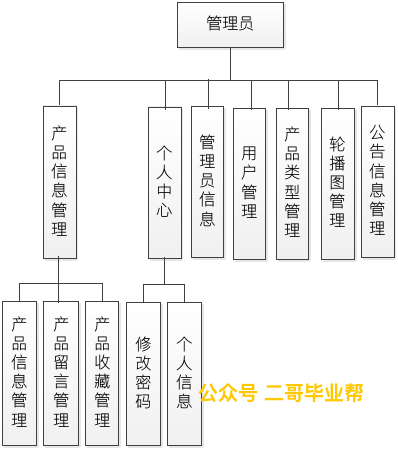 管理员
产品信息管理
个人中心
管理员信息
用户管理
产品类型管理
轮播图管理
公告信息管理
产品信息管理
产品留言管理
产品收藏管理
修改密码
个人信息
公众号 二哥毕业帮